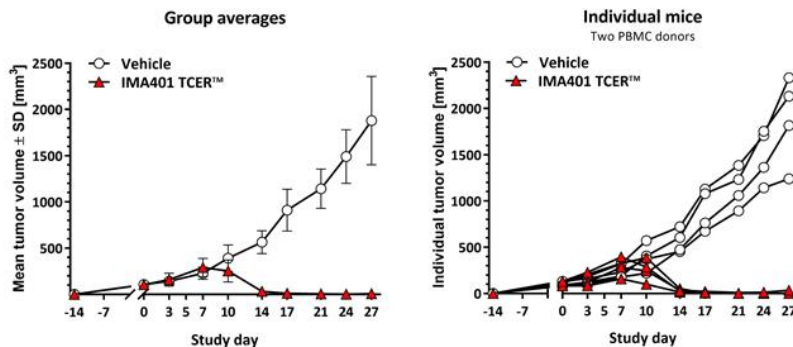 Group averages
Vehicle
IMA401 TCER™
Mean tumor volume ± SD [mm³]
2500
2000
1500
1000
500
-14 -7 0 3 7 10 14 17 21 24 27
Study day
Individual mice
Two PBMC donors
Vehicle
IMA401 TCER™
Individual tumor volume [mm³]
2500
2000
1500
1000
500
-14 -7 0 3 5 7 10 14 17 21 24 27
Study day